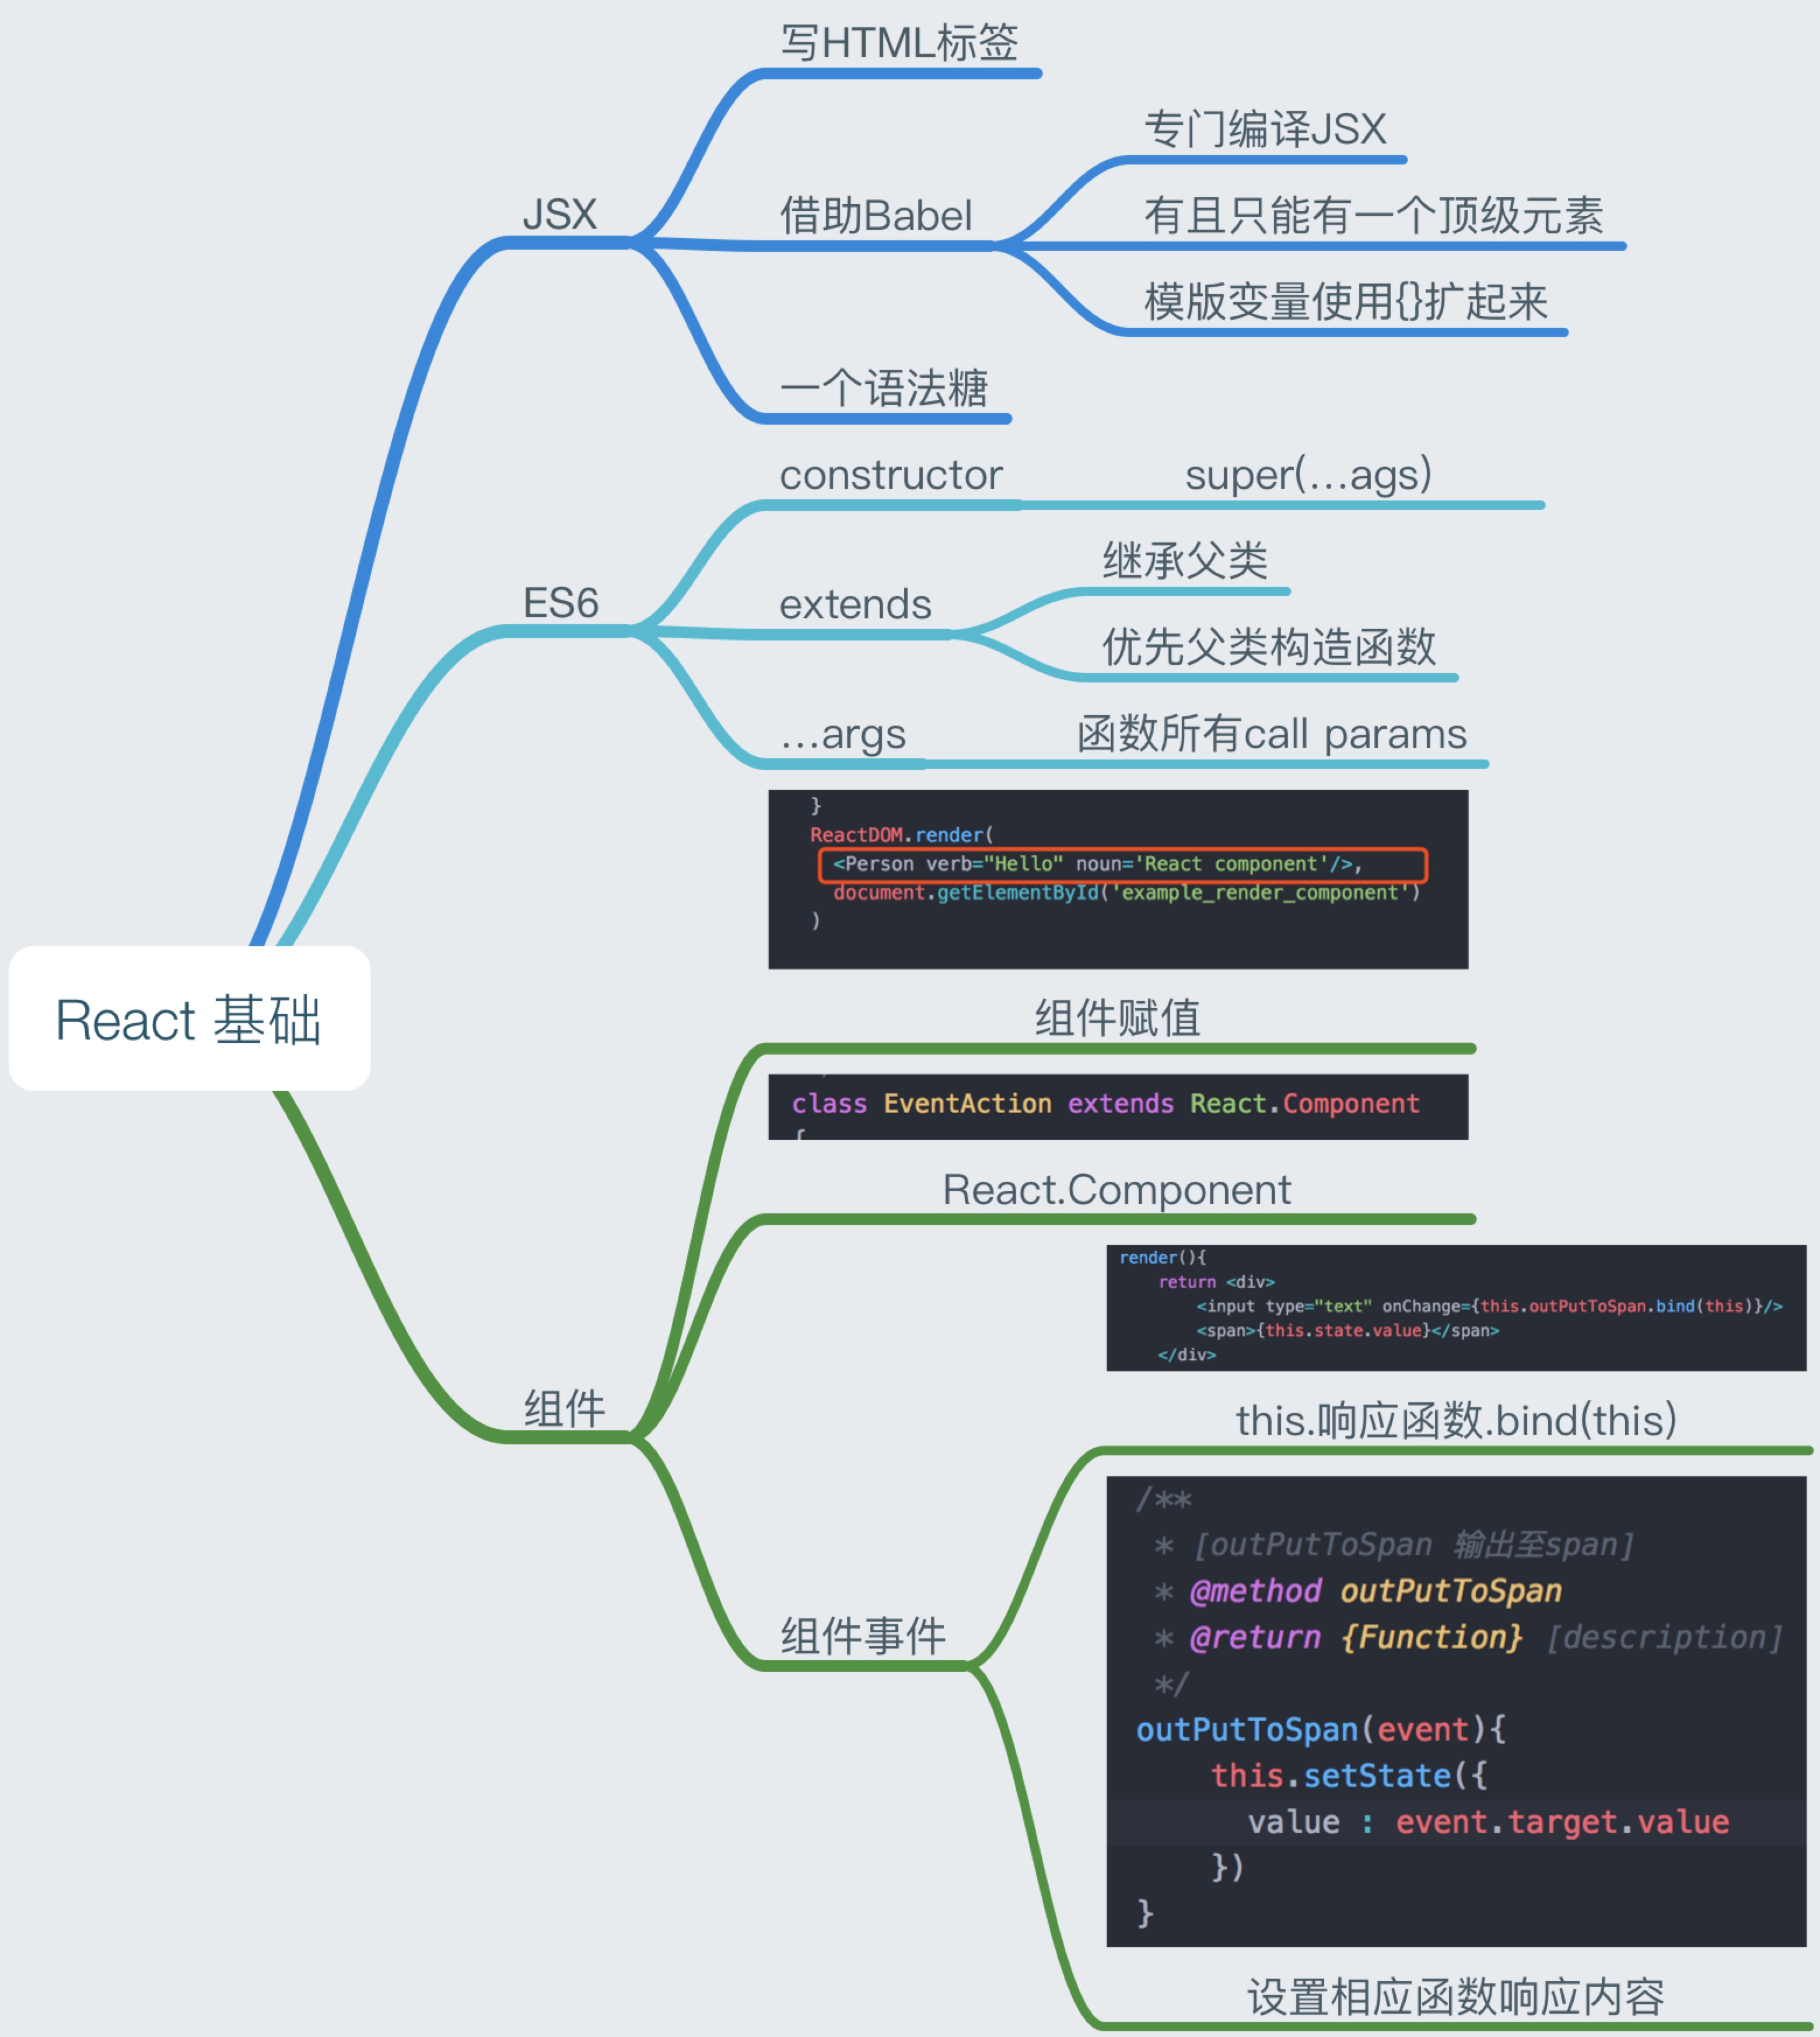 写HTML标签
专门编译JSX
JSX
借助Babel
有且只能有一个顶级元素
模版变量使用{}扩起来
一个语法糖
constructor
super(...ags)
继承父类
ES6
extends
优先父类构造函数
...args
函数所有call params
}
ReactDOM.render(
<Person verb="Hello" noun='React component'/>,
document.getElementById('example_render_component')
)
React 基础
组件赋值
class EventAction extends React.Component
{
React.Component
render(){
return <div>
<input type="text" onChange={this.outPutToSpan.bind(this)}/>
<span>{this.state.value}</span>
</div>
组件
this.响应函数.bind(this)
/**
* [outPutToSpan 输出至span]
* @method outPutToSpan
* @return {Function} [description]
*/
组件事件
outPutToSpan(event){
this.setState({
value : event.target.value
})
}
设置相应函数响应内容